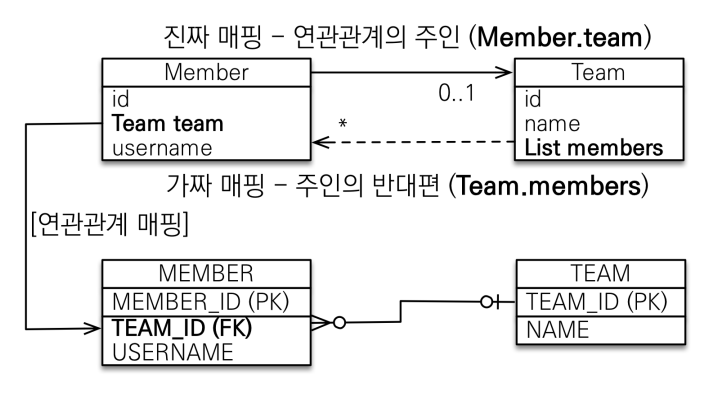 진짜 매핑 - 연관관계의 주인 (Member.team)
Member
id
Team team
username
0..1
*
Team
id
name
List members
가짜 매핑 - 주인의 반대편 (Team.members)
[연관관계 매핑]
MEMBER
MEMBER_ID (PK)
TEAM_ID (FK)
USERNAME
TEAM
TEAM_ID (PK)
NAME